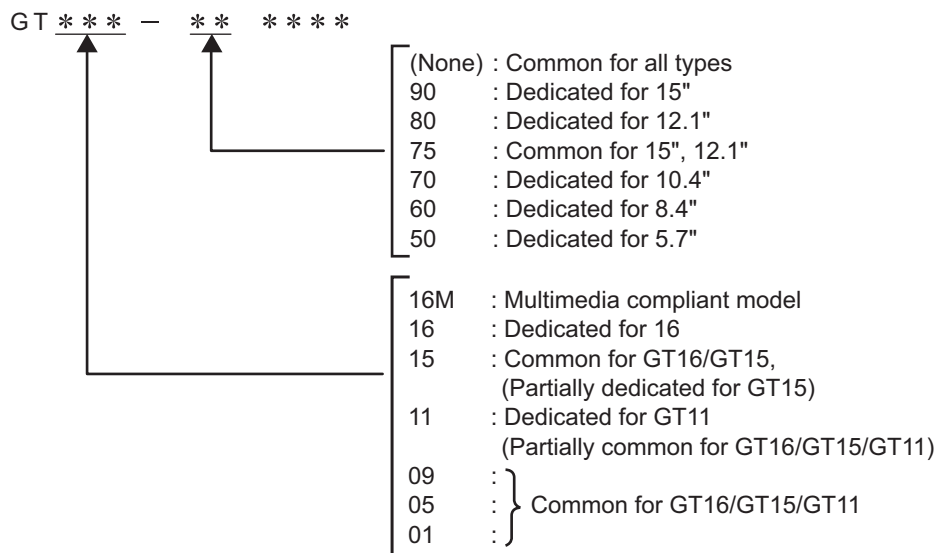 GT＊＊＊ － ＊＊ ＊＊＊＊
(None) : Common for all types
90 : Dedicated for 15"
80 : Dedicated for 12.1"
75 : Common for 15", 12.1"
70 : Dedicated for 10.4"
60 : Dedicated for 8.4"
50 : Dedicated for 5.7"
16M : Multimedia compliant model
16 : Dedicated for 16
15 : Common for GT16/GT15,
(Partially dedicated for GT15)
11 : Dedicated for GT11
(Partially common for GT16/GT15/GT11)
09 :
05 : Common for GT16/GT15/GT11
01 :